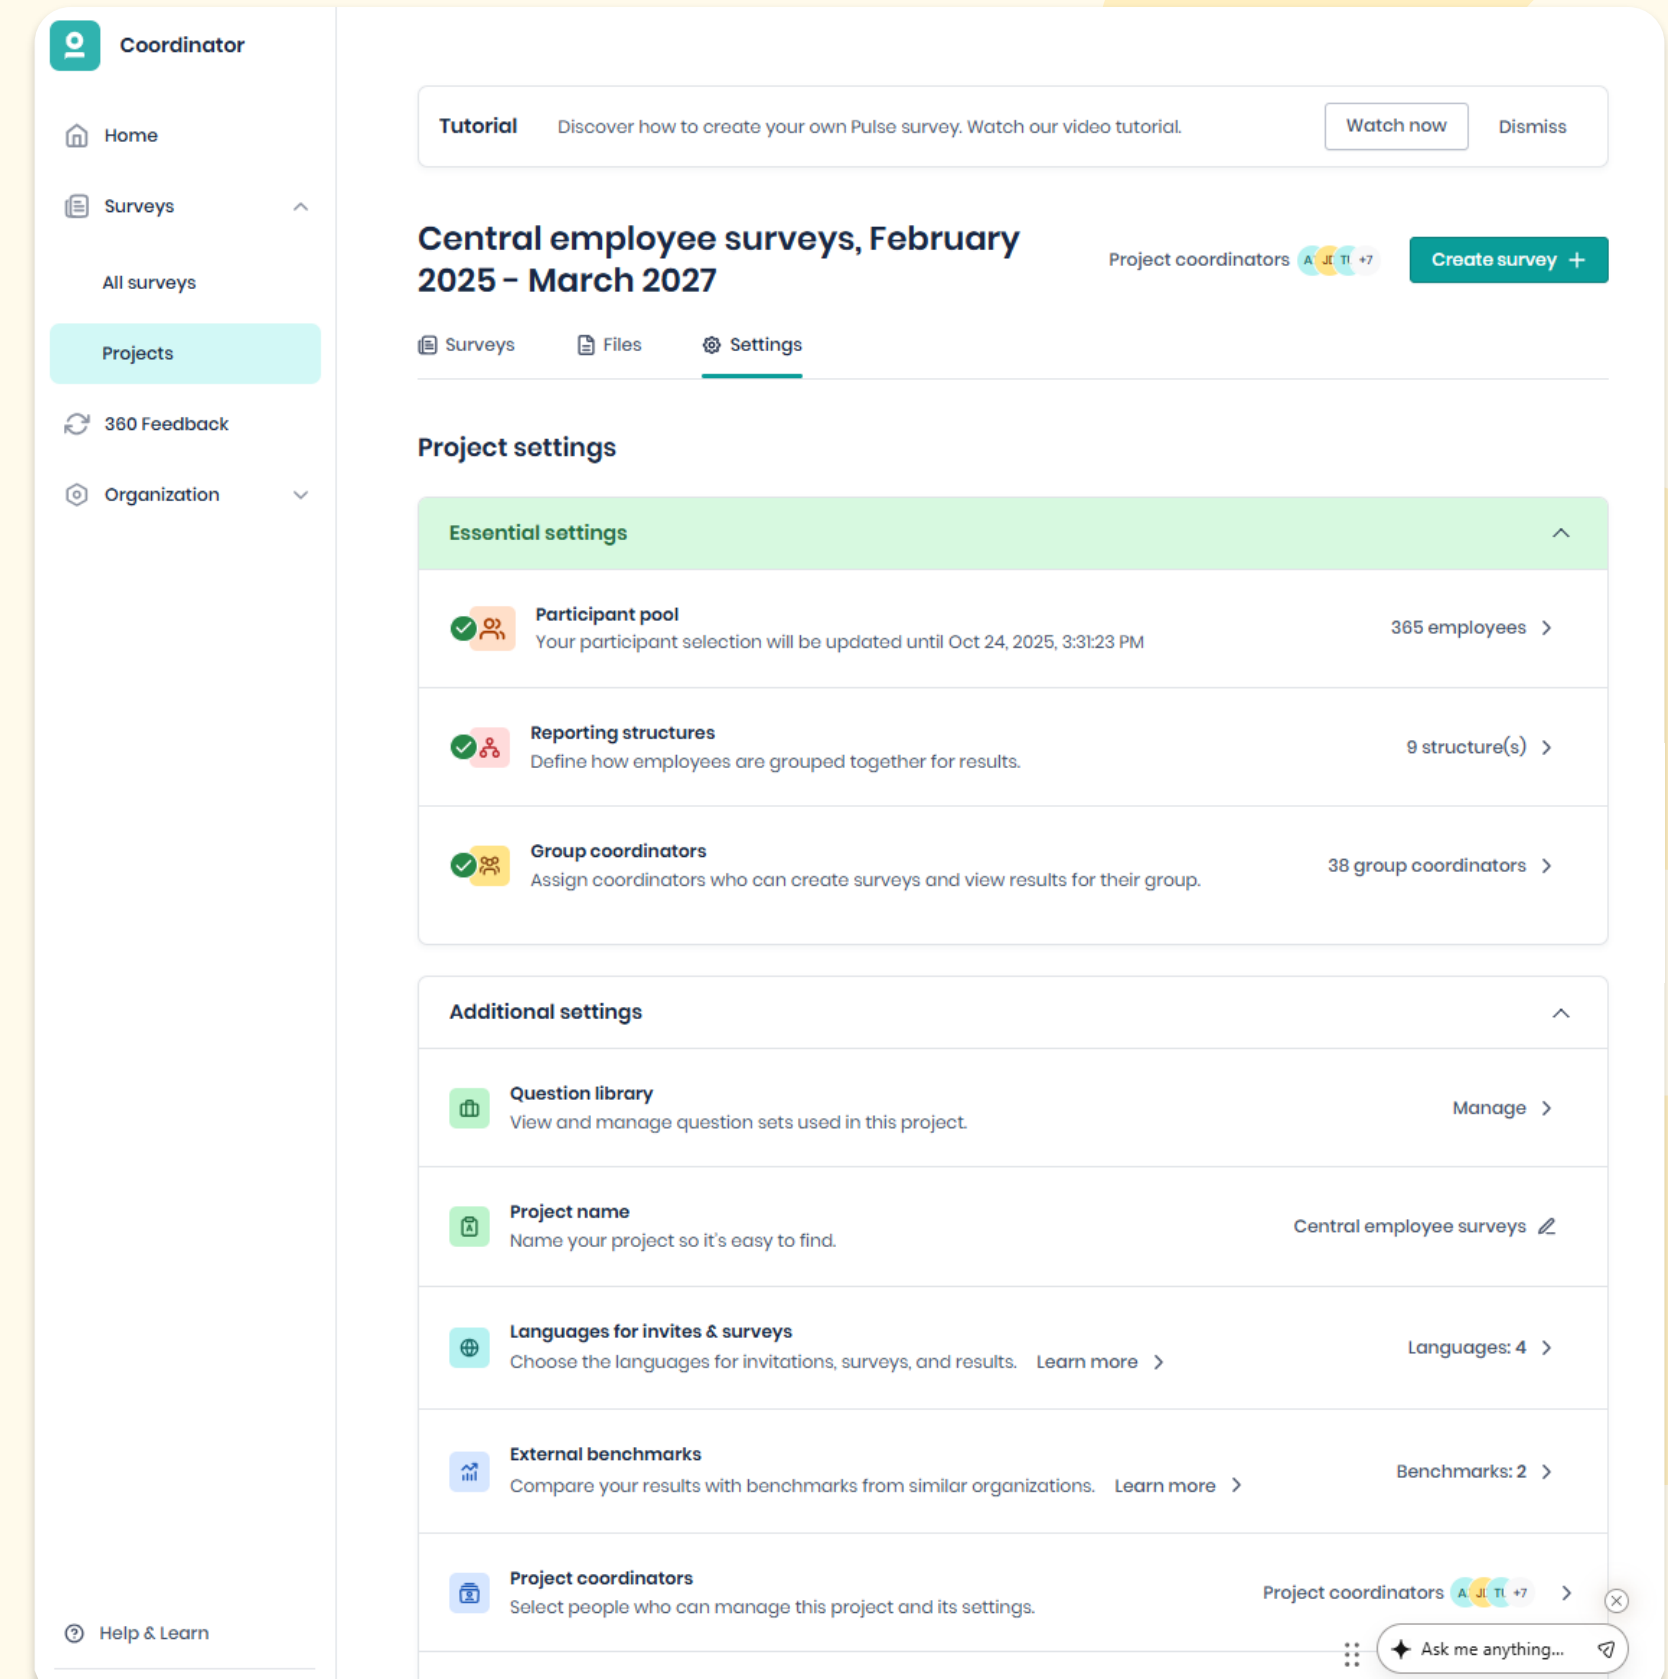 Coordinator
Home
Surveys
All surveys
Projects
360 Feedback
Organization
Help & Learn
Tutorial Discover how to create your own Pulse survey. Watch our video tutorial. Watch now Dismiss
Central employee surveys, February
2025 - March 2027
Project coordinators +7 Create survey +
Surveys Files Settings
Project settings
Essential settings
Participant pool
Your participant selection will be updated until Oct 24, 2025, 3:31:23 PM
365 employees
Reporting structures
Define how employees are grouped together for results.
9 structure(s)
Group coordinators
Assign coordinators who can create surveys and view results for their group.
38 group coordinators
Additional settings
Question library
View and manage question sets used in this project.
Manage
Project name
Name your project so it's easy to find.
Central employee surveys
Languages for invites & surveys
Choose the languages for invitations, surveys, and results. Learn more
Languages: 4
External benchmarks
Compare your results with benchmarks from similar organizations. Learn more
Benchmarks: 2
Project coordinators
Select people who can manage this project and its settings.
Project coordinators +7
Ask me anything...